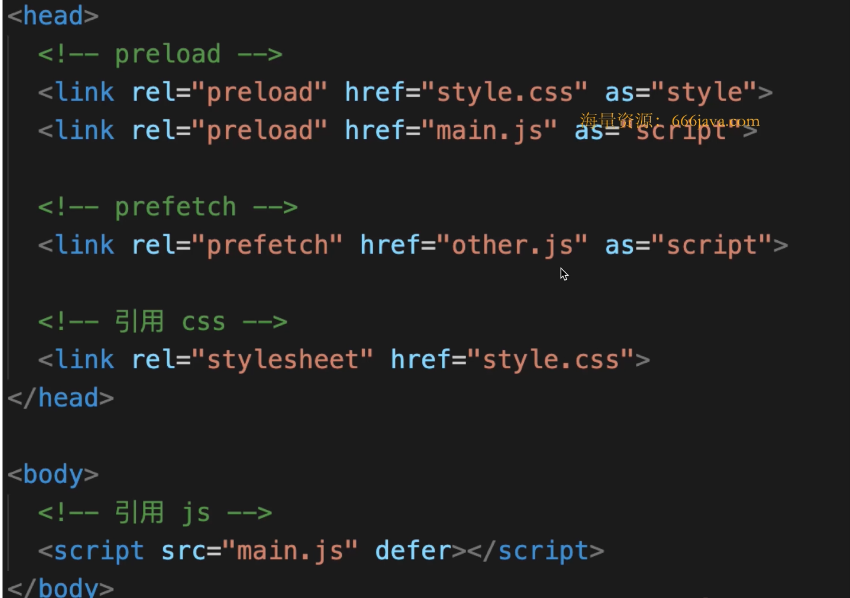 <head>
<!-- preload -->
<link rel="preload" href="style.css" as="style">
<link rel="preload" href="main.js" as="script">
海量资源：666java.com
<!-- prefetch -->
<link rel="prefetch" href="other.js" as="script">
<!-- 引用 css -->
<link rel="stylesheet" href="style.css">
</head>
<body>
<!-- 引用 js -->
<script src="main.js" defer></script>
</body>